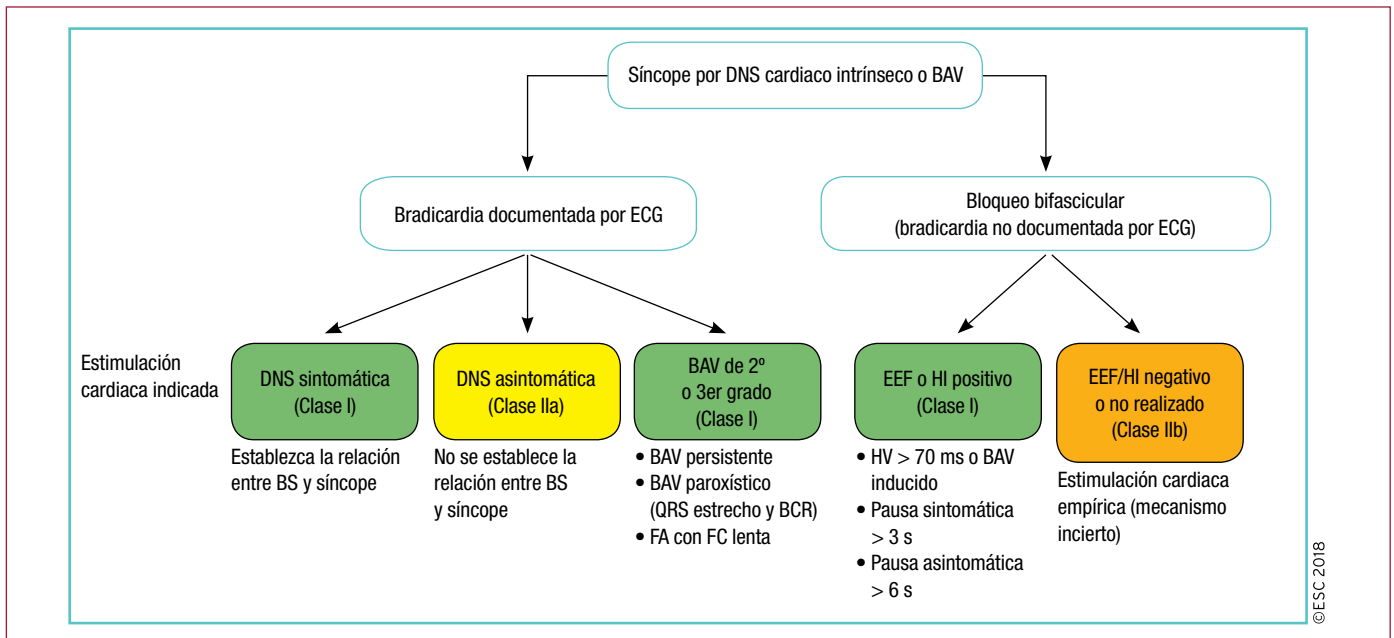 Síncope por DNS cardiaco intrínseco o BAV
Bradicardia documentada por ECG
Bloqueo bifascicular
(bradicardia no documentada por ECG)
Estimulación
cardiaca indicada
DNS sintomática
(Clase I)
Establezca la relación
entre BS y síncope
DNS asintomática
(Clase IIa)
No se establece la
relación entre BS
y síncope
BAV de 2º
o 3er grado
(Clase I)
• BAV persistente
• BAV paroxístico
(QRS estrecho y BCR)
• FA con FC lenta
EEF o HI positivo
(Clase I)
• HV > 70 ms o BAV
inducido
• Pausa sintomática
> 3 s
• Pausa asintomática
> 6 s
EEF/HI negativo
o no realizado
(Clase IIb)
Estimulación cardiaca
empírica (mecanismo
incierto)
©ESC 2018